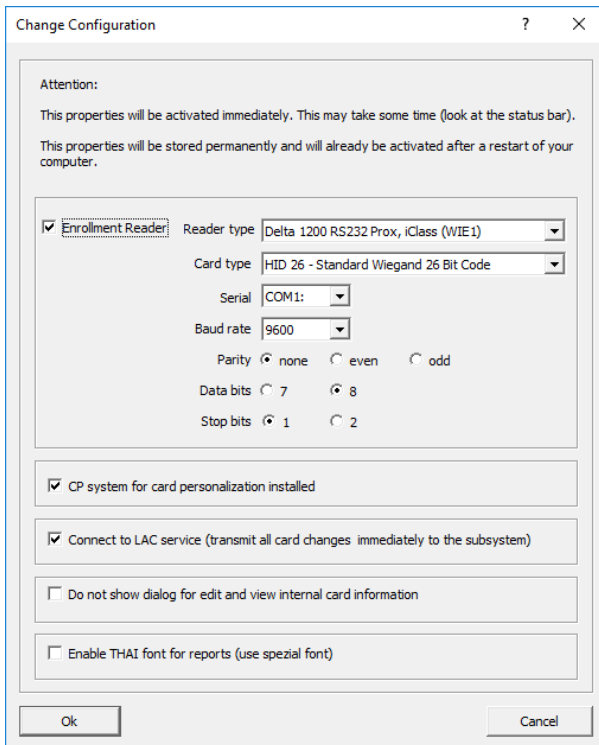 Change Configuration ?
Attention:
This properties will be activated immediately. This may take some time (look at the status bar).
This properties will be stored permanently and will already be activated after a restart of your
computer.
Enrollment Reader Reader type Delta 1200 RS232 Prox, iClass (WIE1)
Card type HID 26 - Standard Wiegand 26 Bit Code
Serial COM1:
Baud rate 9600
Parity none even odd
Data bits 7 8
Stop bits 1 2
CP system for card personalization installed
Connect to LAC service (transmit all card changes immediately to the subsystem)
Do not show dialog for edit and view internal card information
Enable THAI font for reports (use spezial font)
Ok Cancel